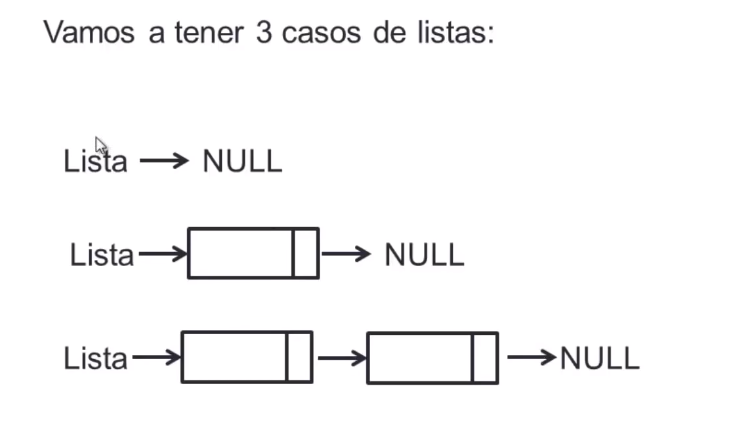 Vamos a tener 3 casos de listas:
Lista NULL
Lista NULL
Lista NULL